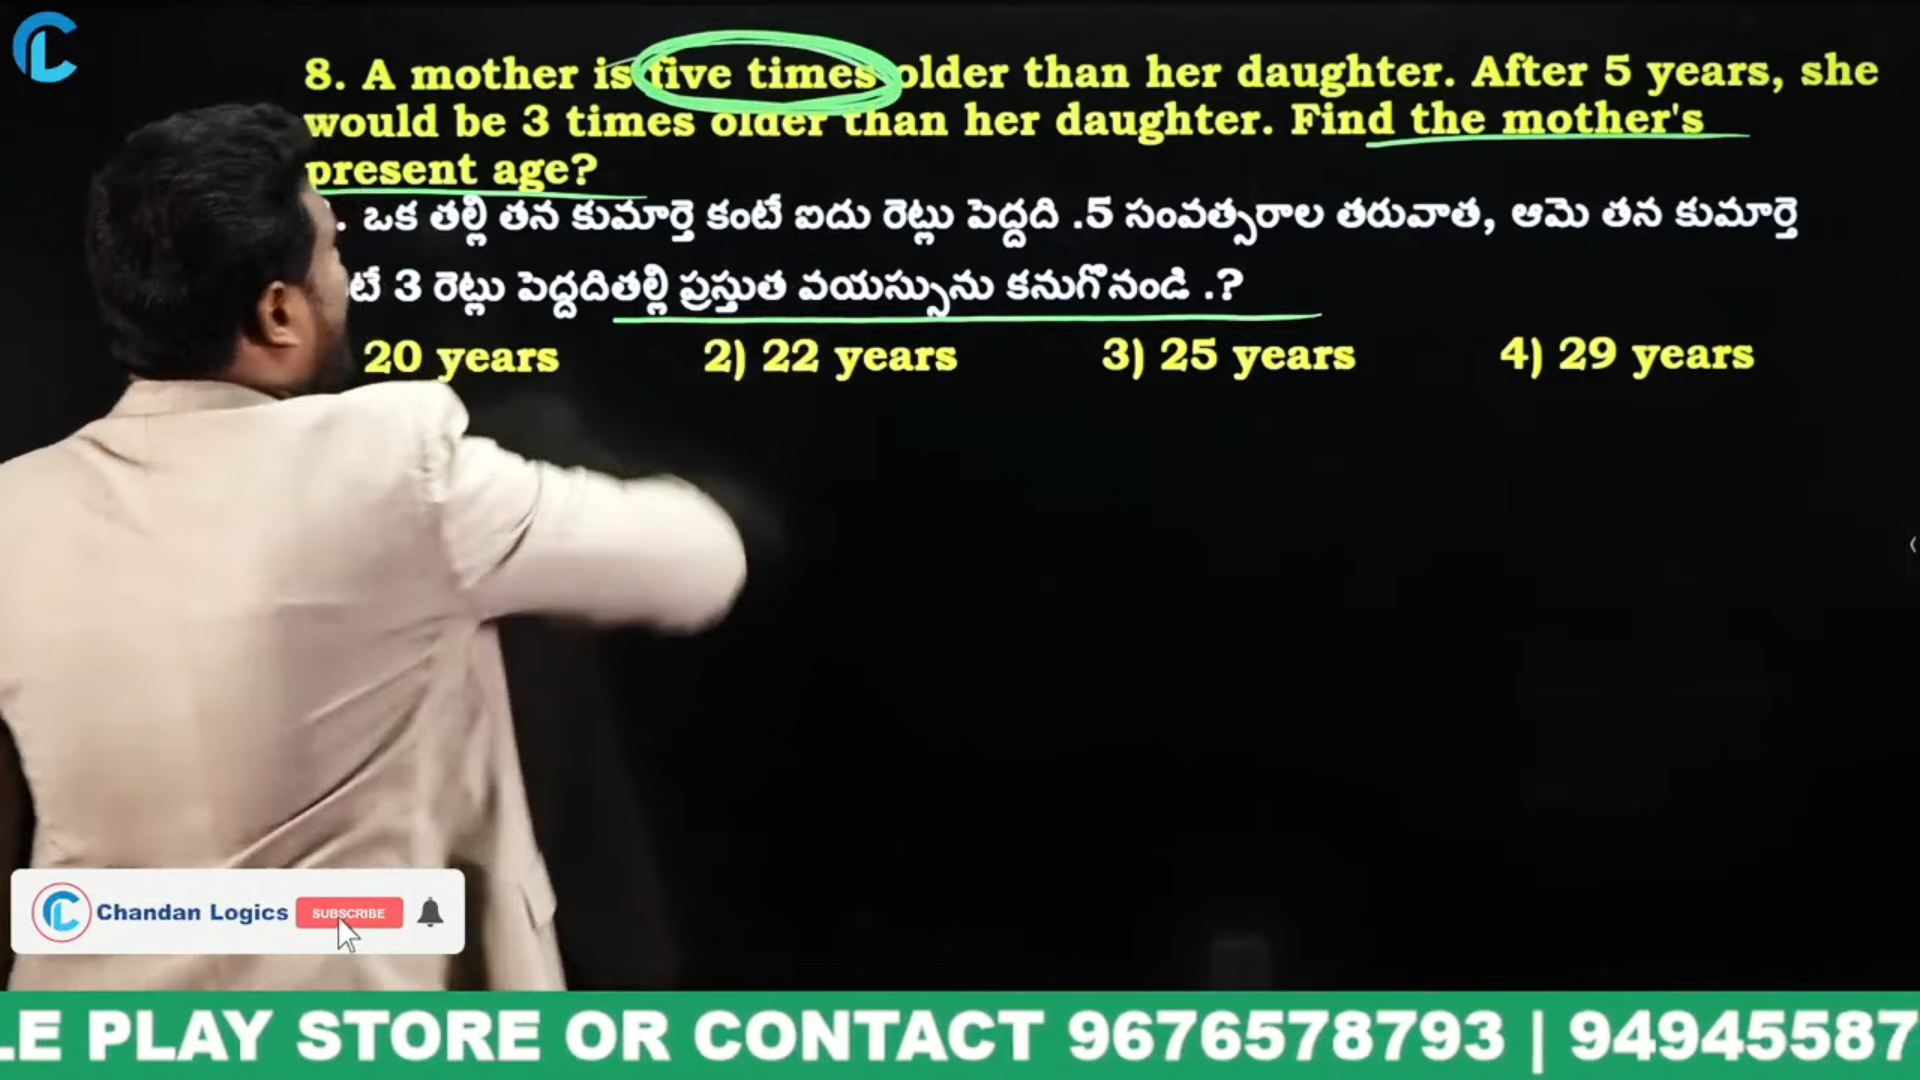 8. A mother is five times older than her daughter. After 5 years, she
would be 3 times older than her daughter. Find the mother's
present age?
. ఒక తల్లి తన కుమార్తె కంటే ఐదు రెట్లు పెద్దది .5 సంవత్సరాల తరువాత, ఆమె తన కుమార్తె
టే 3 రెట్లు పెద్దదితల్లి ప్రస్తుత వయస్సును కనుగొనండి .?
20 years 2) 22 years 3) 25 years 4) 29 years
Chandan Logics SUBSCRIBE
LE PLAY STORE OR CONTACT 9676578793 | 94945587